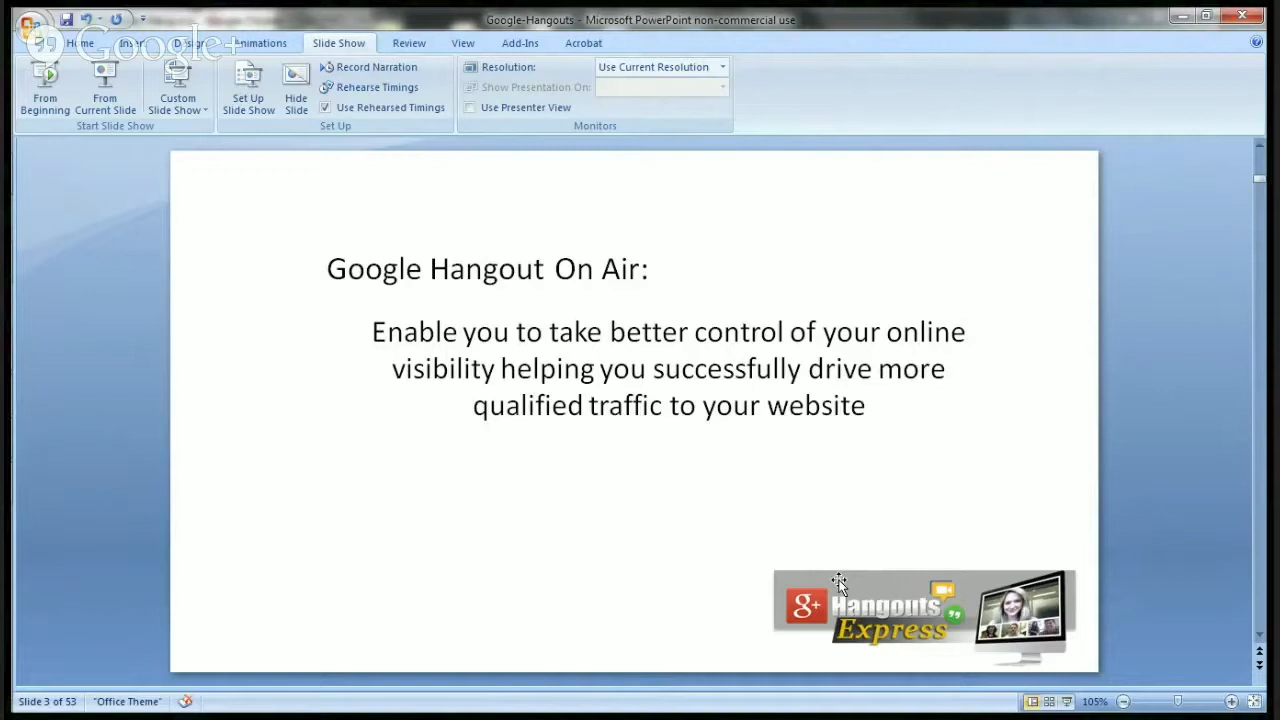 Google-Hangouts - Microsoft PowerPoint non-commercial use
Google+
Home Insert Design Animations Slide Show Review View Add-Ins Acrobat
From Beginning
From Current Slide
Custom Slide Show
Start Slide Show
Set Up Slide Show
Hide Slide
Record Narration
Rehearse Timings
Use Rehearsed Timings
Set Up
Resolution: Use Current Resolution
Show Presentation On:
Use Presenter View
Monitors
Google Hangout On Air:
Enable you to take better control of your online
visibility helping you successfully drive more
qualified traffic to your website
g+ Hangouts
Express
Slide 3 of 53 "Office Theme" 105%